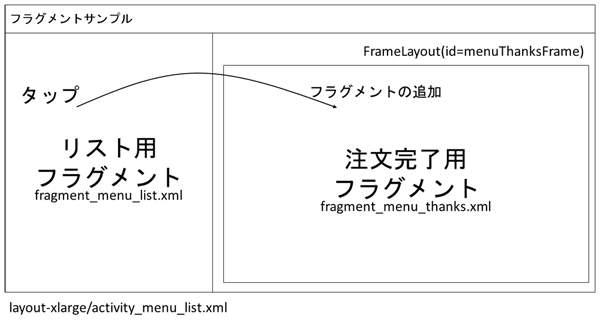 フラグメントサンプル
FrameLayout(id=menuThanksFrame)
タップ
フラグメントの追加
リスト用
フラグメント
fragment_menu_list.xml
注文完了用
フラグメント
fragment_menu_thanks.xml
layout-xlarge/activity_menu_list.xml